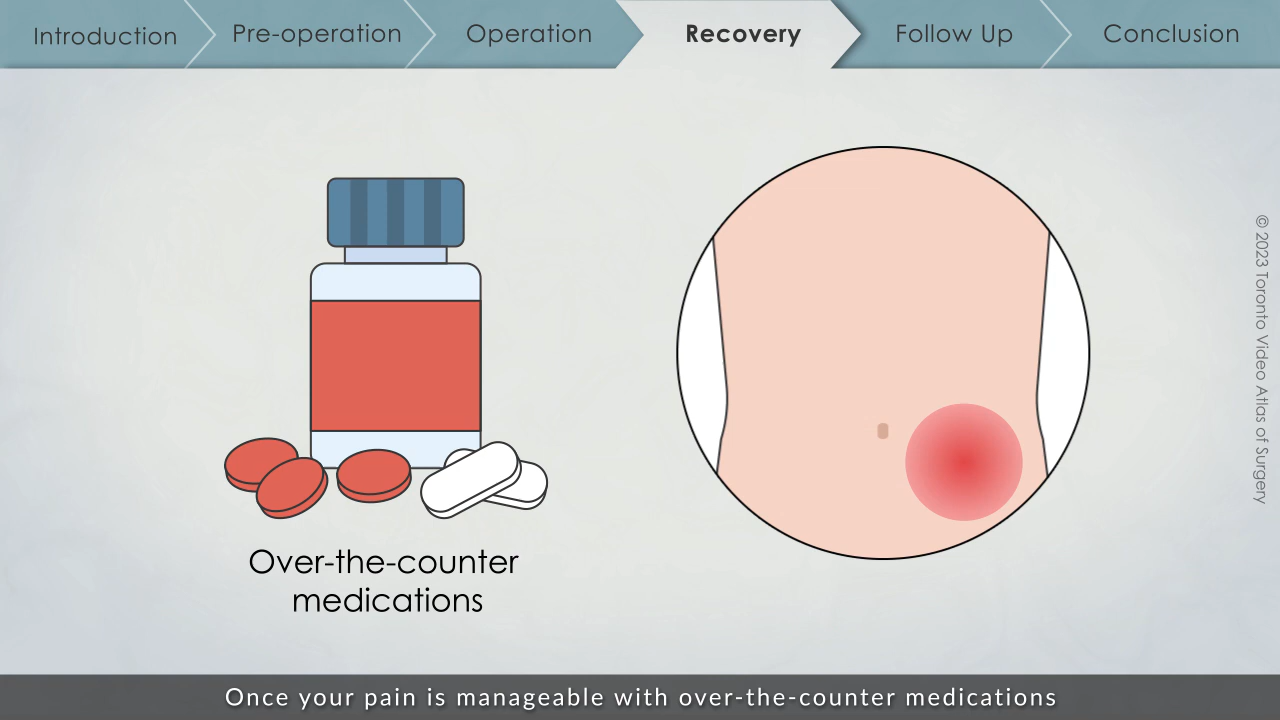 Introduction
Pre-operation
Operation
Recovery
Follow Up
Conclusion
Over-the-counter
medications
© 2023 Toronto Video Atlas of Surgery
Once your pain is manageable with over-the-counter medications